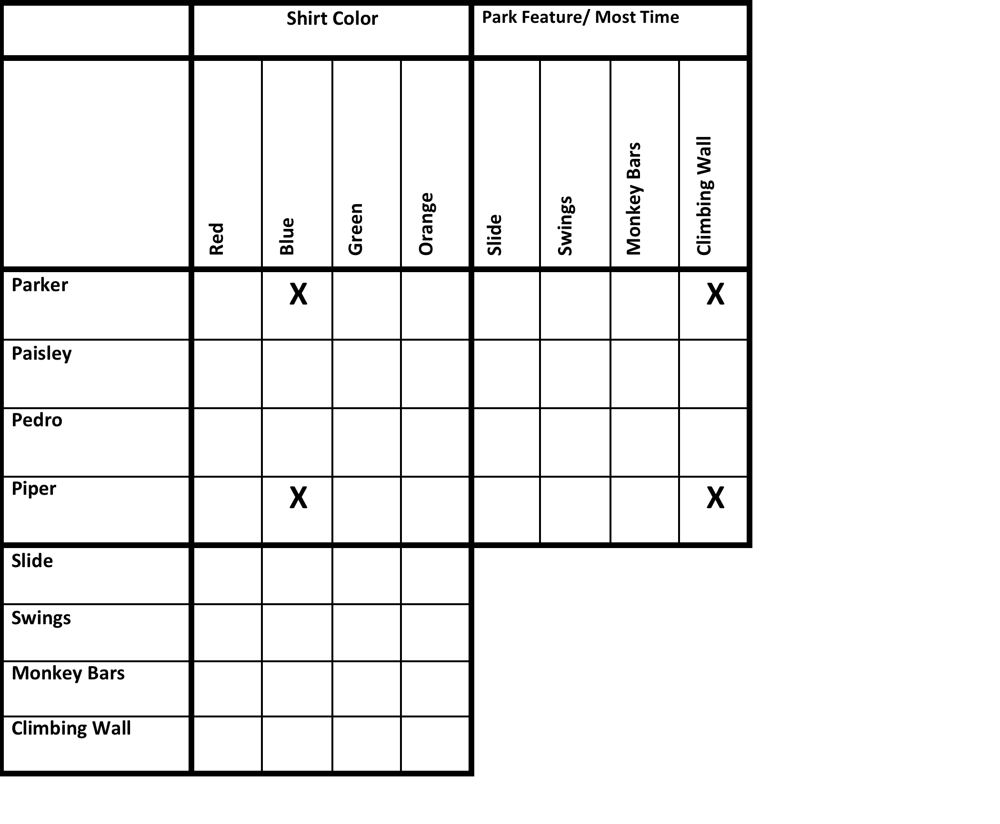 Shirt Color
Park Feature/ Most Time
Red
Blue
Green
Orange
Slide
Swings
Monkey Bars
Climbing Wall
Parker
X
X
Paisley
Pedro
Piper
X
X
Slide
Swings
Monkey Bars
Climbing Wall